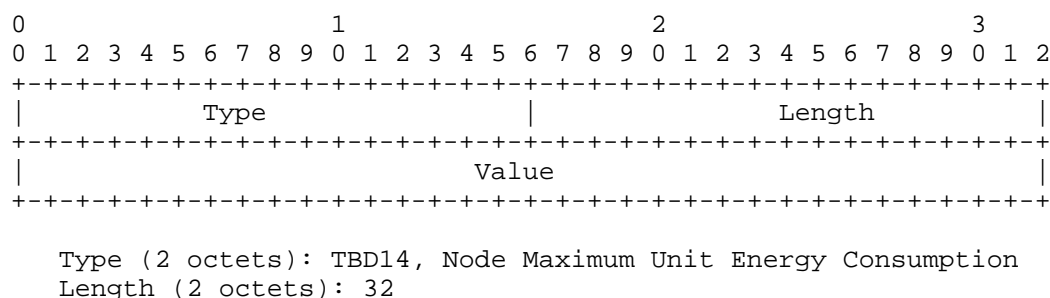 0                   1                   2                   3
0 1 2 3 4 5 6 7 8 9 0 1 2 3 4 5 6 7 8 9 0 1 2 3 4 5 6 7 8 9 0 1 2
+-+-+-+-+-+-+-+-+-+-+-+-+-+-+-+-+-+-+-+-+-+-+-+-+-+-+-+-+-+-+-+-+
|           Type                |               Length          |
+-+-+-+-+-+-+-+-+-+-+-+-+-+-+-+-+-+-+-+-+-+-+-+-+-+-+-+-+-+-+-+-+
|                            Value                              |
+-+-+-+-+-+-+-+-+-+-+-+-+-+-+-+-+-+-+-+-+-+-+-+-+-+-+-+-+-+-+-+-+
Type (2 octets): TBD14, Node Maximum Unit Energy Consumption
Length (2 octets): 32